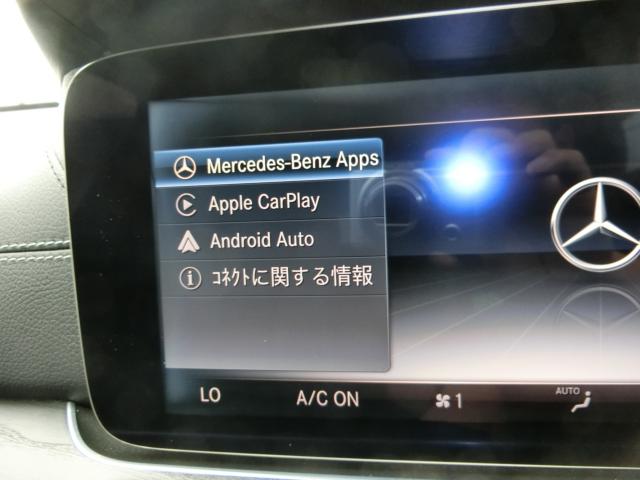 Mercedes-Benz Apps
Apple CarPlay
Android Auto
ｺﾈｸﾄに関する情報
LO
A/C ON
1
AUTO